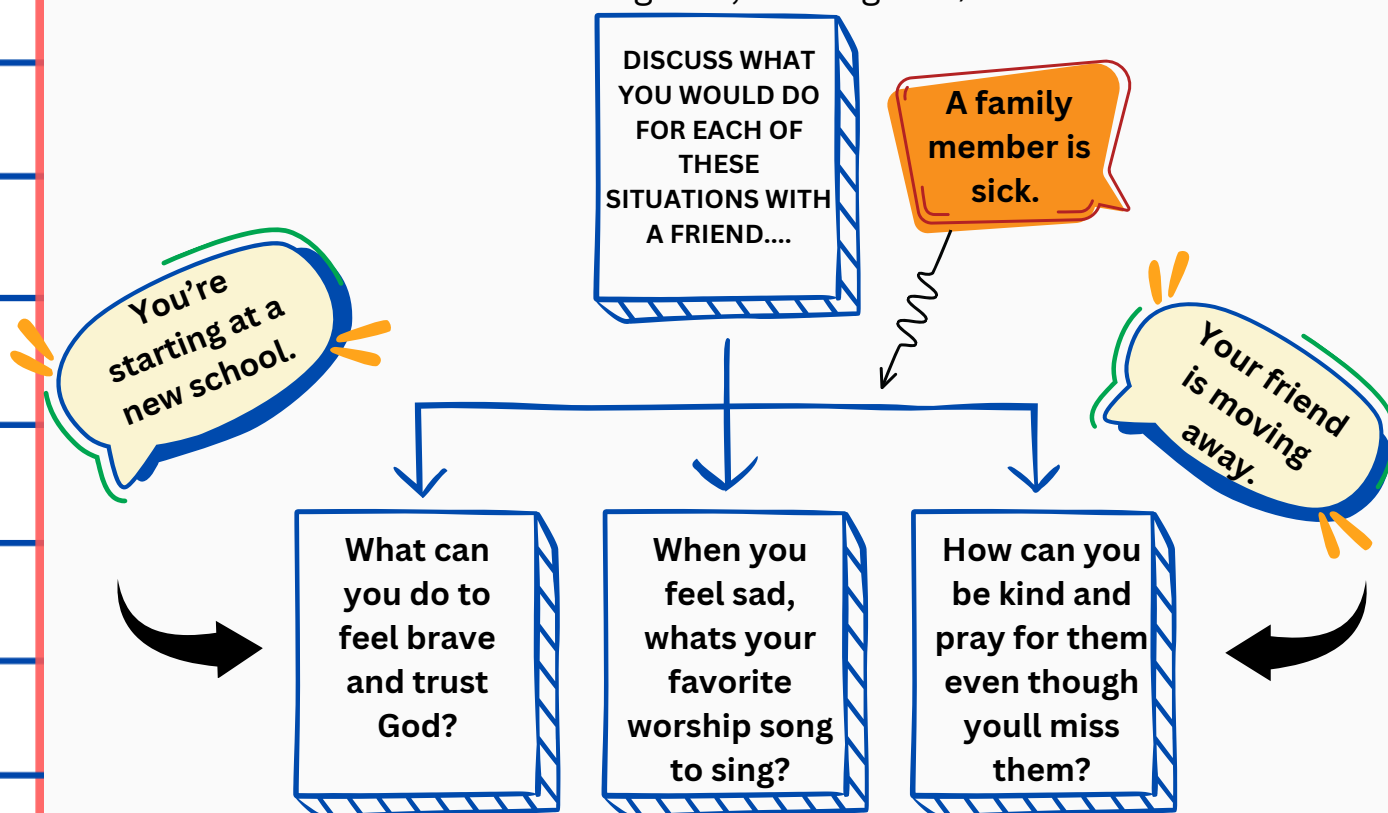 DISCUSS WHAT
YOU WOULD DO
FOR EACH OF
THESE
SITUATIONS WITH
A FRIEND....
A family
member is
sick.
You're
starting at a
new school.
Your friend
is moving
away.
What can
you do to
feel brave
and trust
God?
When you
feel sad,
whats your
favorite
worship song
to sing?
How can you
be kind and
pray for them
even though
youll miss
them?